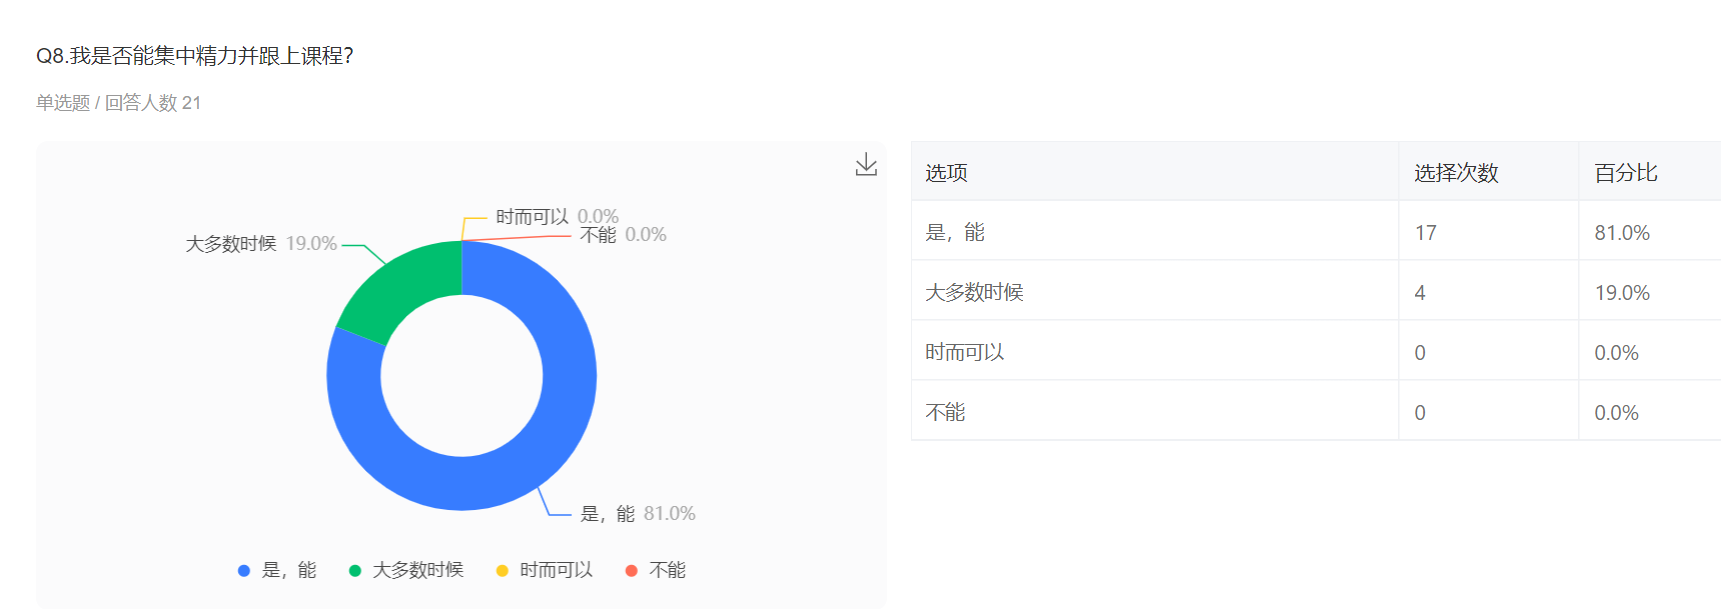 Q8.我是否能集中精力并跟上课程?
单选题 / 回答人数 21
时而可以 0.0%
不能 0.0%
大多数时候 19.0%
是，能 81.0%
是，能 大多数时候 时而可以 不能
选项 选择次数 百分比
是，能 17 81.0%
大多数时候 4 19.0%
时而可以 0 0.0%
不能 0 0.0%